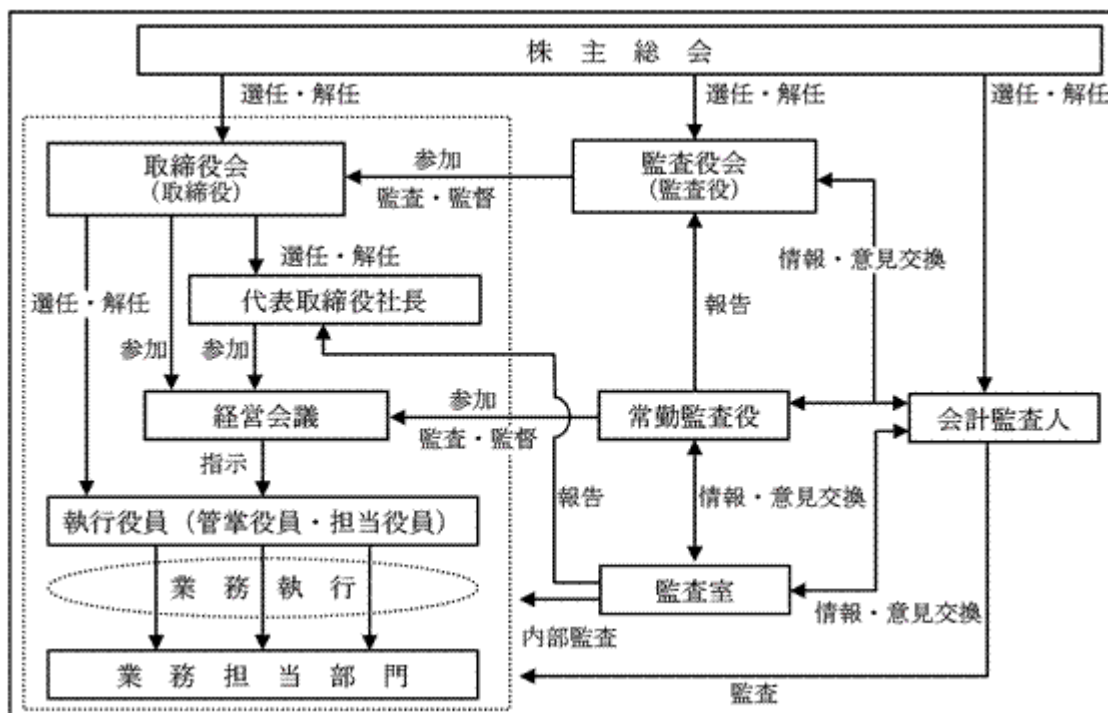 株主総会
選任・解任
選任・解任
選任・解任
取締役会
(取締役)
参加
監査・監督
監査役会
(監査役)
選任・解任
選任・解任
代表取締役社長
情報・意見交換
報告
参加
参加
経営会議
参加
監査・監督
常勤監査役
会計監査人
指示
報告
情報・意見交換
執行役員（管掌役員・担当役員）
業務執行
監査室
情報・意見交換
内部監査
業務担当部門
監査